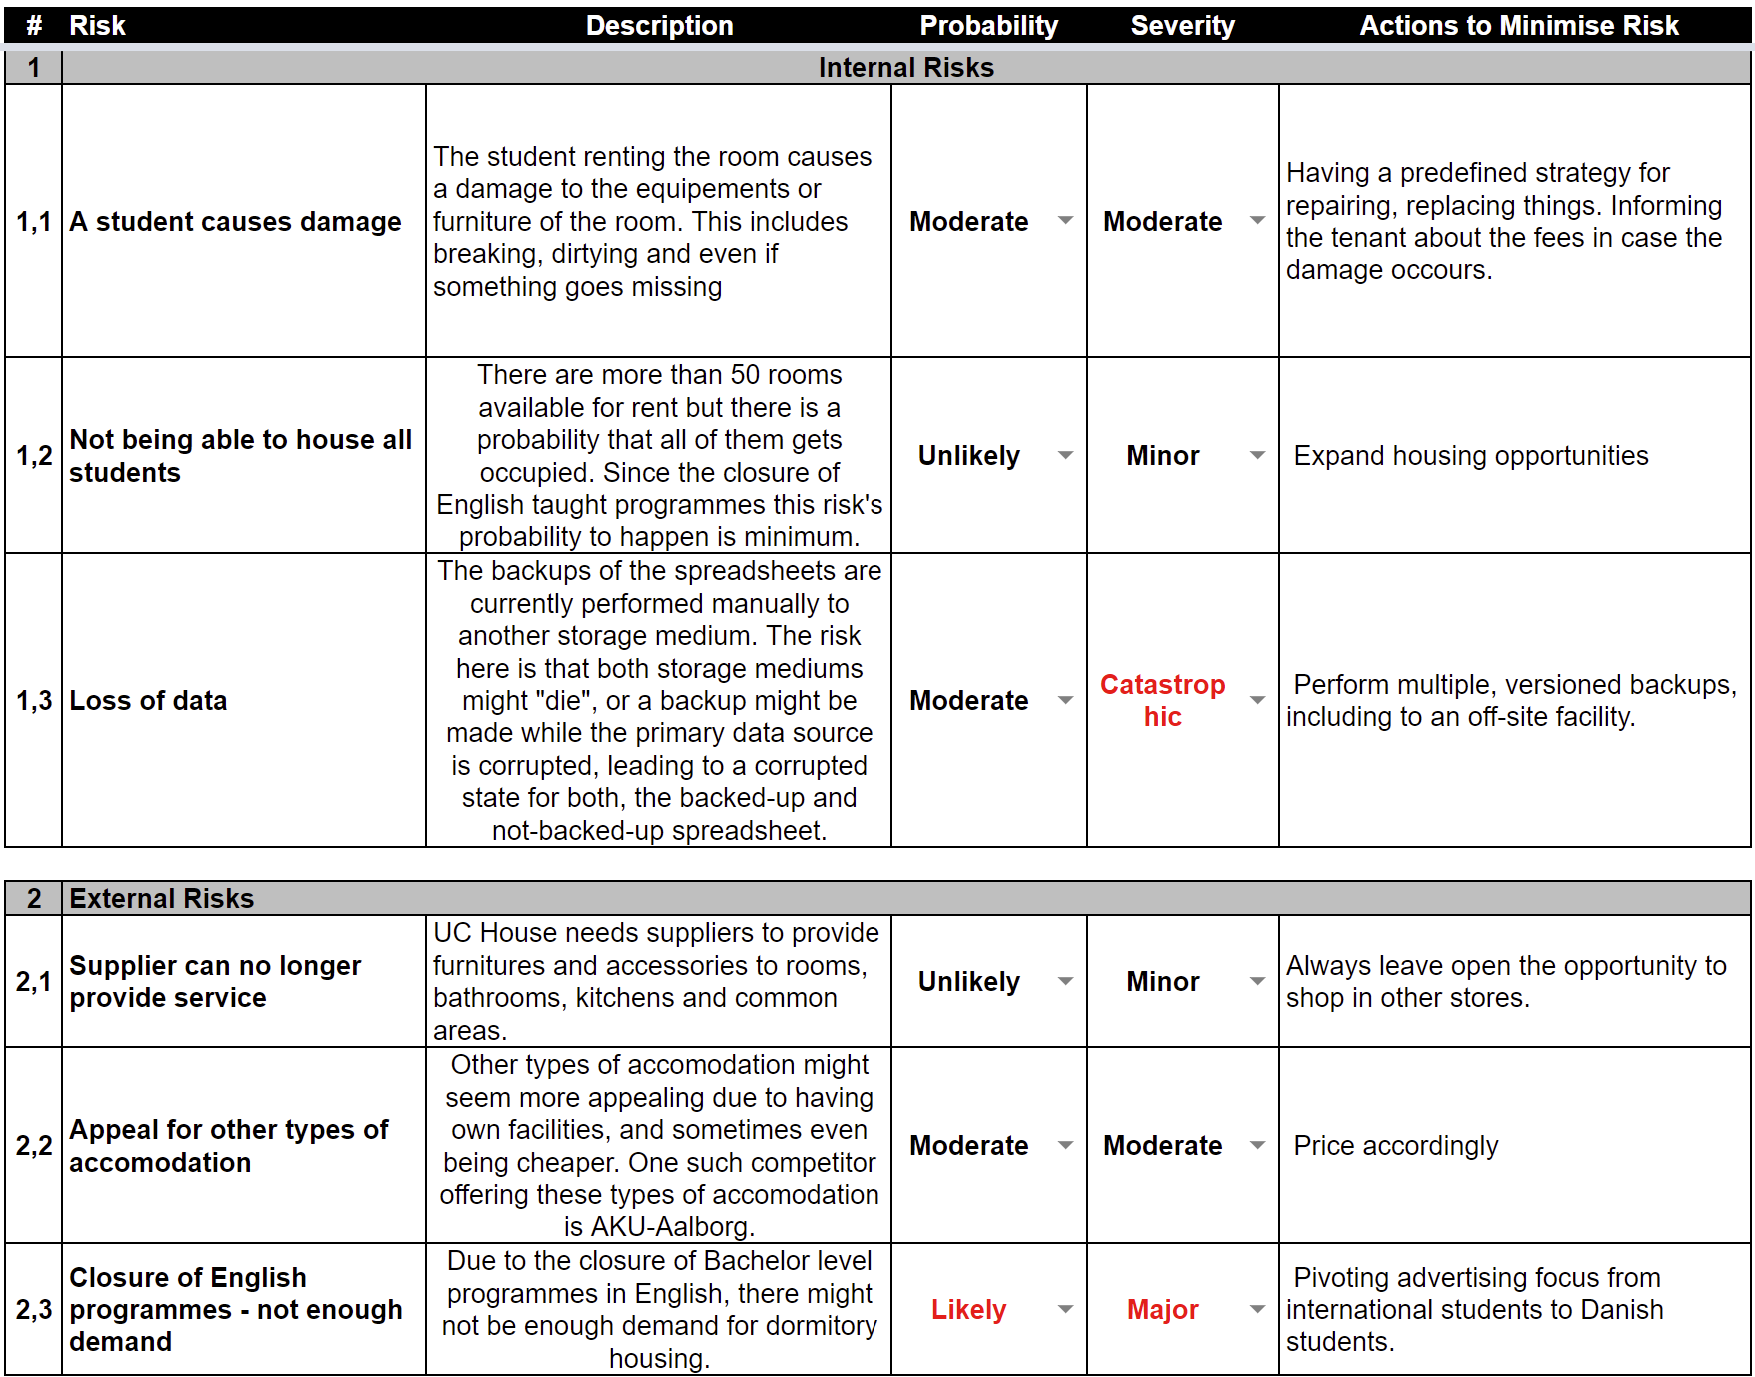 # Risk Description Probability Severity Actions to Minimise Risk
1 Internal Risks
1,1 A student causes damage
The student renting the room causes
a damage to the equipements or
furniture of the room. This includes
breaking, dirtying and even if
something goes missing
Moderate
Moderate
Having a predefined strategy for
repairing, replacing things. Informing
the tenant about the fees in case the
damage occours.
1,2
Not being able to house all
students
There are more than 50 rooms
available for rent but there is a
probability that all of them gets
occupied. Since the closure of
English taught programmes this risk's
probability to happen is minimum.
Unlikely
Minor
Expand housing opportunities
1,3 Loss of data
The backups of the spreadsheets are
currently performed manually to
another storage medium. The risk
here is that both storage mediums
might "die", or a backup might be
made while the primary data source
is corrupted, leading to a corrupted
state for both, the backed-up and
not-backed-up spreadsheet.
Moderate
Catastrop
hic
Perform multiple, versioned backups,
including to an off-site facility.
2 External Risks
2,1
Supplier can no longer
provide service
UC House needs suppliers to provide
furnitures and accessories to rooms,
bathrooms, kitchens and common
areas.
Unlikely
Minor
Always leave open the opportunity to
shop in other stores.
2,2
Appeal for other types of
accomodation
Other types of accomodation might
seem more appealing due to having
own facilities, and sometimes even
being cheaper. One such competitor
offering these types of accomodation
is AKU-Aalborg.
Moderate
Moderate
Price accordingly
2,3
Closure of English
programmes - not enough
demand
Due to the closure of Bachelor level
programmes in English, there might
not be enough demand for dormitory
housing.
Likely
Major
Pivoting advertising focus from
international students to Danish
students.